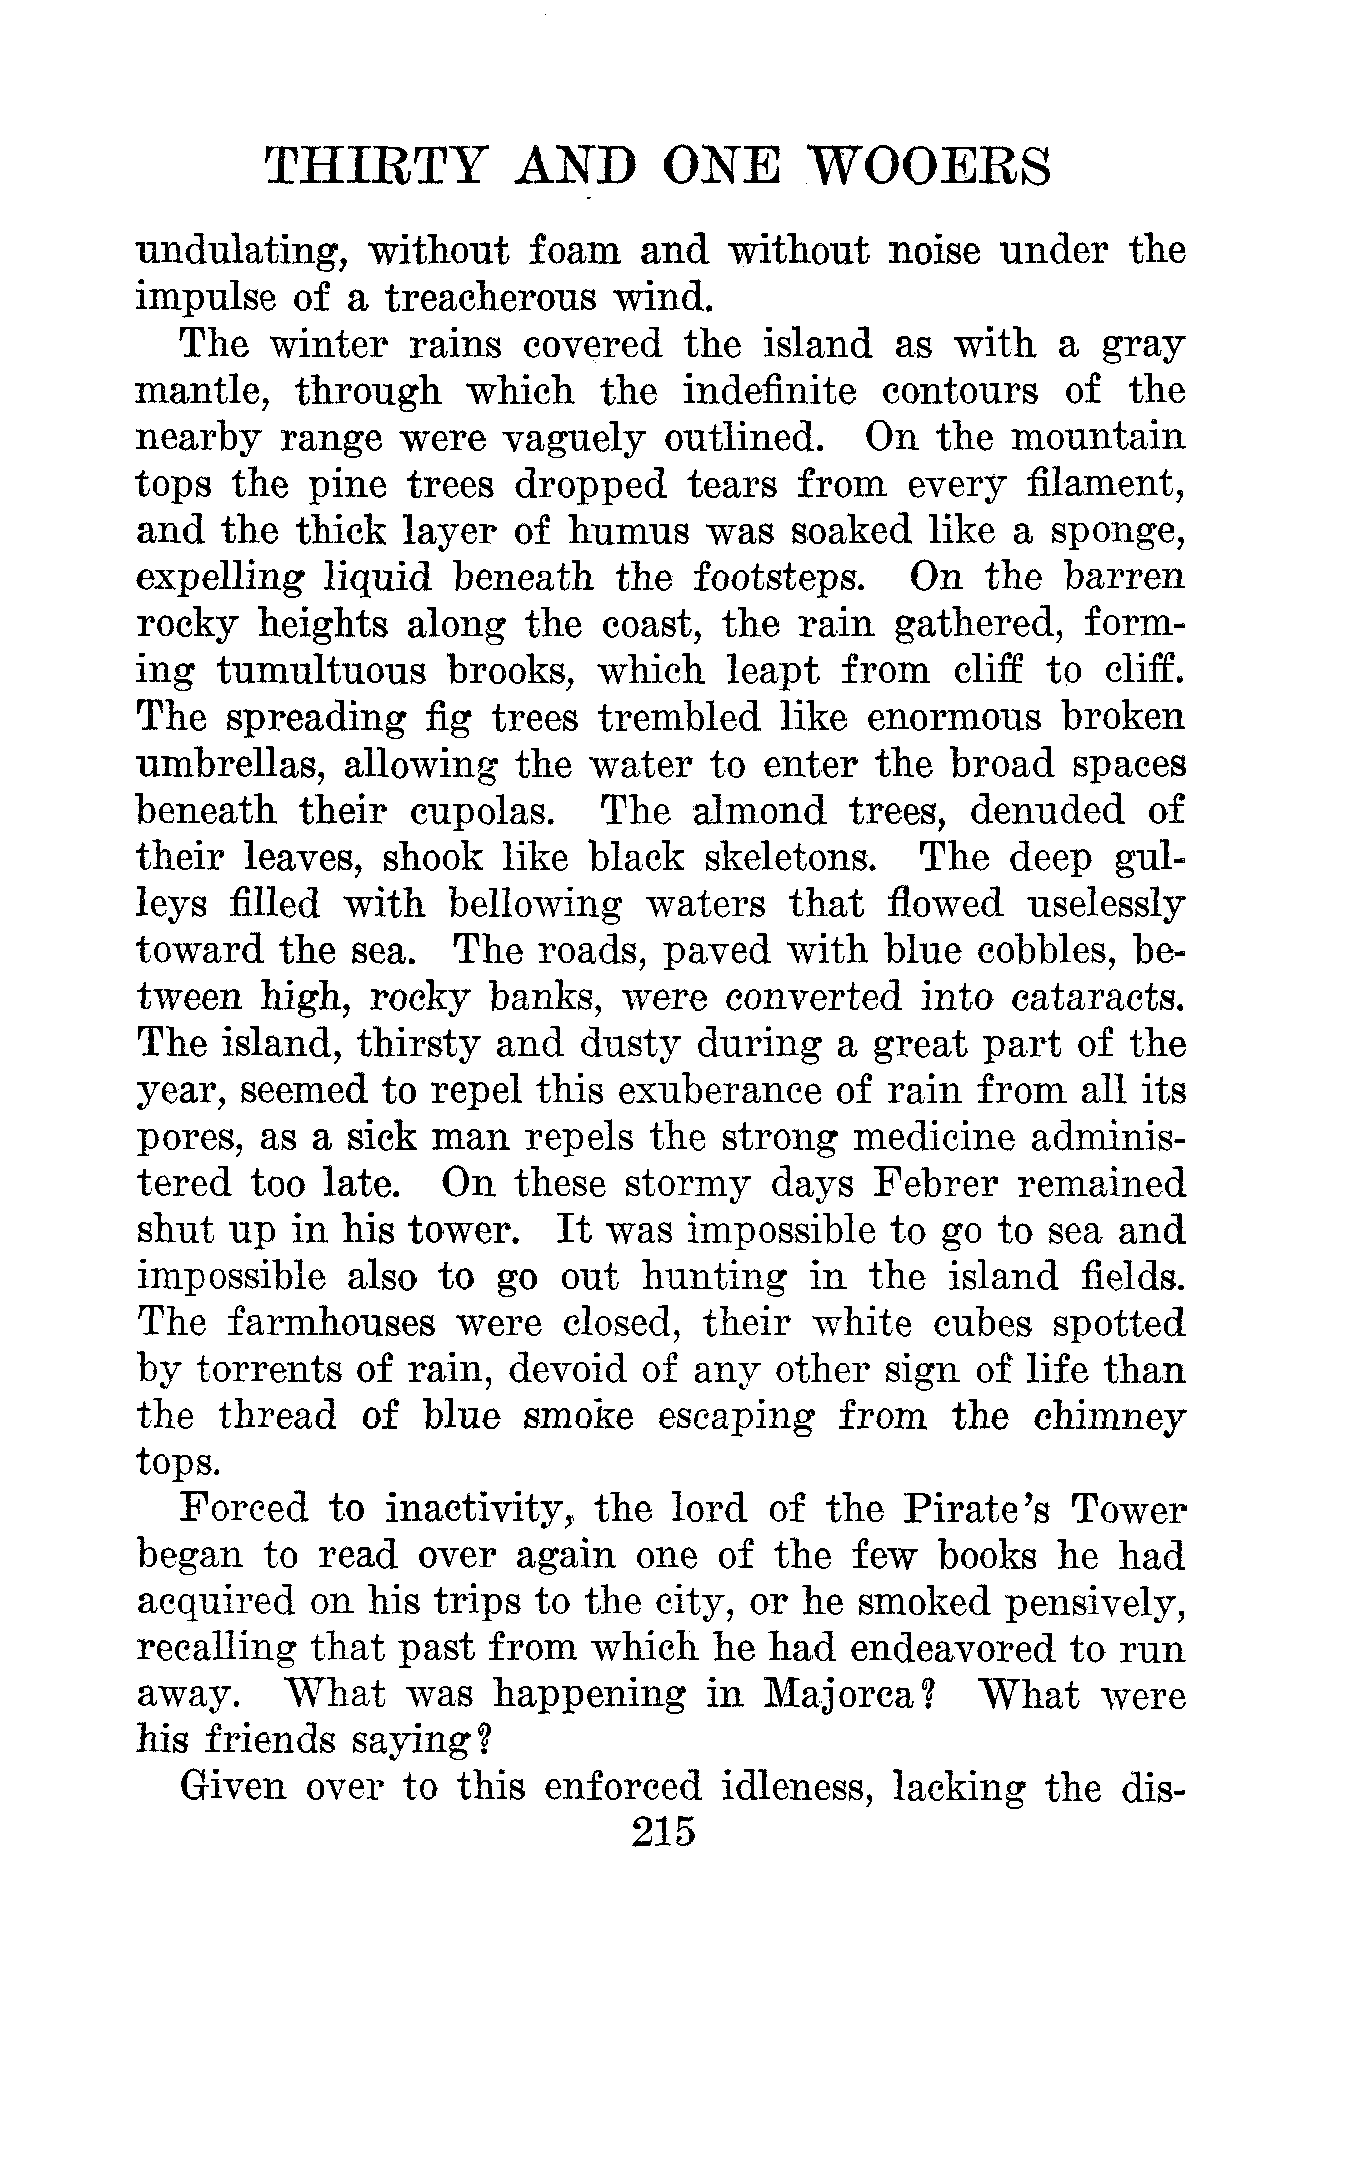 THIRTY AND ONE WOOERS
undulating, without foam and without noise under the
impulse of a treacherous wind.
The winter rains covered the island as with a gray
mantle, through which the indefinite contours of the
nearby range were vaguely outlined. On the mountain
tops the pine trees dropped tears from every filament,
and the thick layer of humus was soaked like a sponge,
expelling liquid beneath the footsteps. On the barren
rocky heights along the coast, the rain gathered, form-
ing tumultuous brooks, which leapt from cliff to cliff.
The spreading fig trees trembled like enormous broken
umbrellas, allowing the water to enter the broad spaces
beneath their cupolas. The almond trees, denuded of
their leaves, shook like black skeletons. The deep gul-
leys filled with bellowing waters that flowed uselessly
toward the sea. The roads, paved with blue cobbles, be-
tween high, rocky banks, were converted into cataracts.
The island, thirsty and dusty during a great part of the
year, seemed to repel this exuberance of rain from all its
pores, as a sick man repels the strong medicine adminis-
tered too late. On these stormy days Febrer remained
shut up in his tower. It was impossible to go to sea and
impossible also to go out hunting in the island fields.
The farmhouses were closed, their white cubes spotted
by torrents of rain, devoid of any other sign of life than
the thread of blue smoke escaping from the chimney
tops.
Forced to inactivity, the lord of the Pirate's Tower
began to read over again one of the few books he had
acquired on his trips to the city, or he smoked pensively,
recalling that past from which he had endeavored to run
away. What was happening in Majorca? What were
his friends saying?
Given over to this enforced idleness, lacking the dis-
215